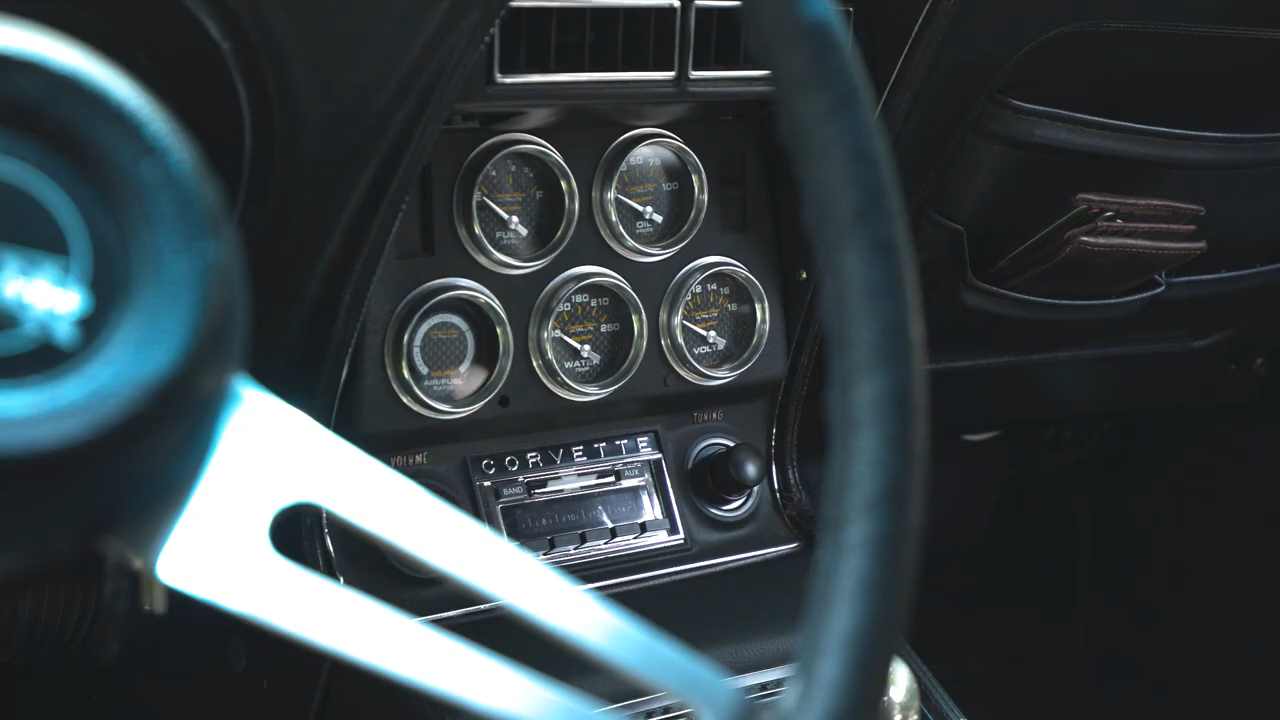 F
FUEL
LEVEL
50 75
100
OIL
PRESS
AIR/FUEL
RATIO
180 210
250
WATER
TEMP
12 14 16
18
VOLTS
TUNING
VOLUME
CORVETTE
BAND
AUX